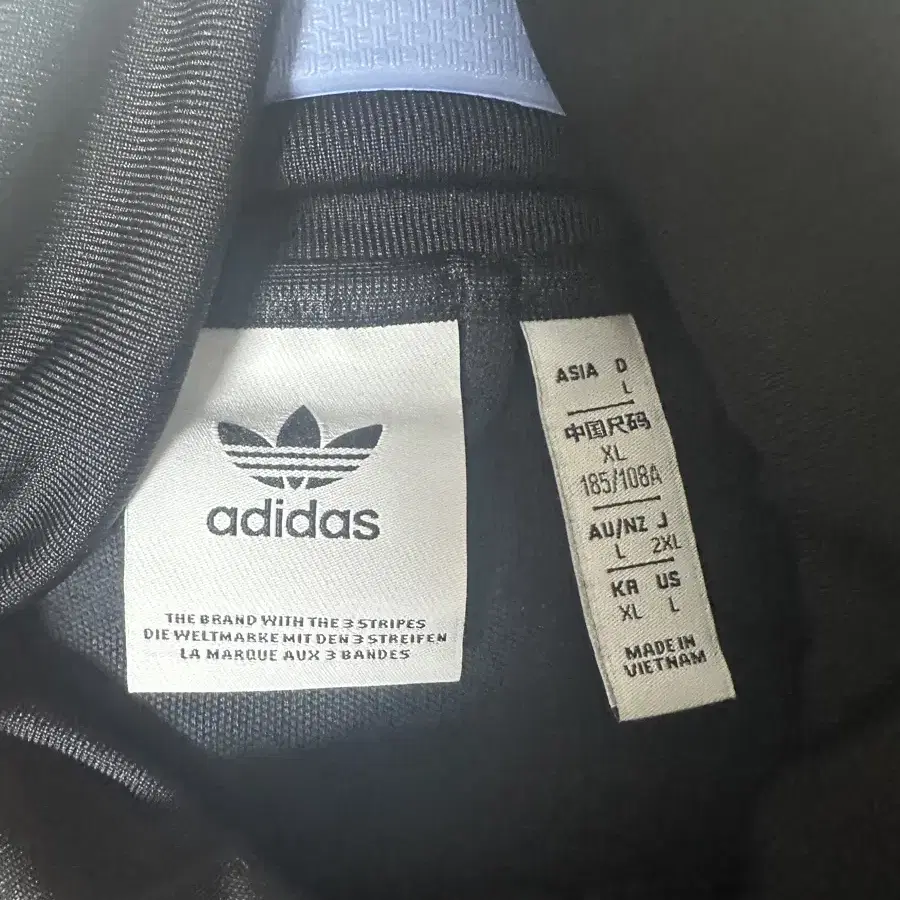 adidas
THE BRAND WITH THE 3 STRIPES
DIE WELTMARKE MIT DEN 3 STREIFEN
LA MARQUE AUX 3 BANDES
ASIA D
L
中国尺码
XL
185/108A
AU/NZ J
L 2XL
KR US
XL L
MADE IN
VIETNAM